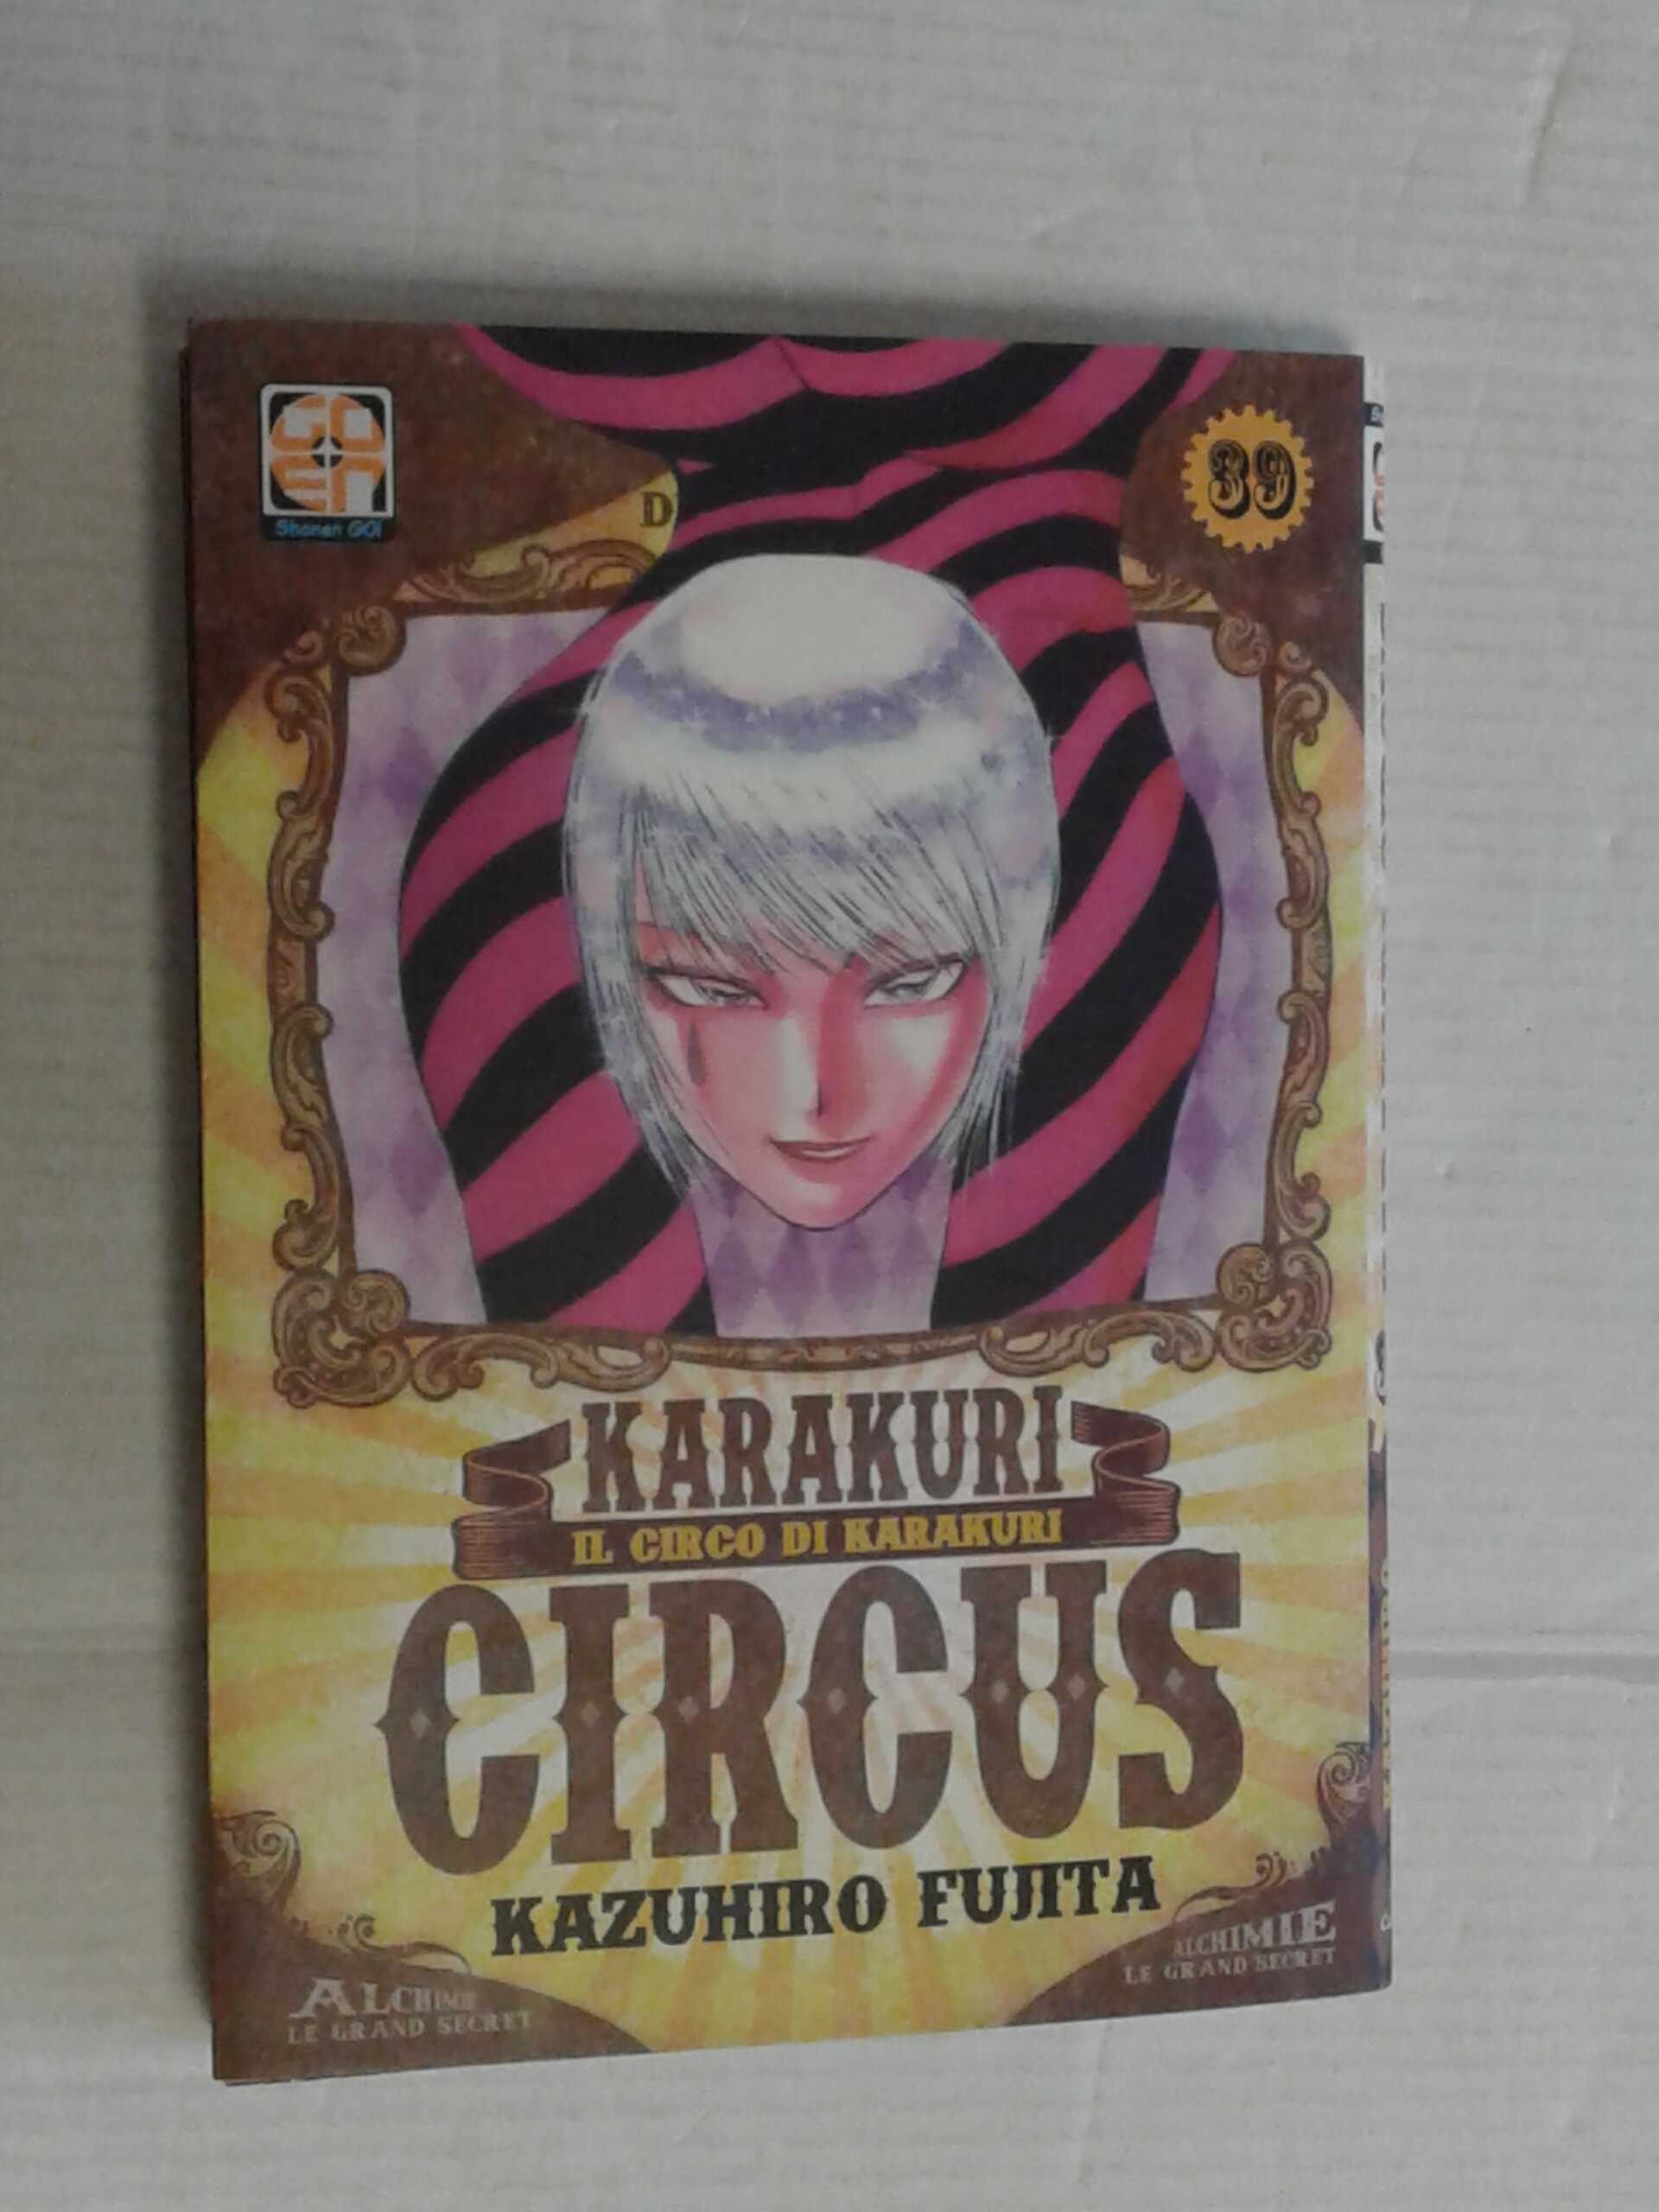 GOEN
Shonen GO!
39
D
KARAKURI
IL CIRCO DI KARAKURI
CIRCUS
KAZUHIRO FUJITA
ALCHIMIE
LE GRAND SECRET
ALCHIMIE
LE GRAND SECRET